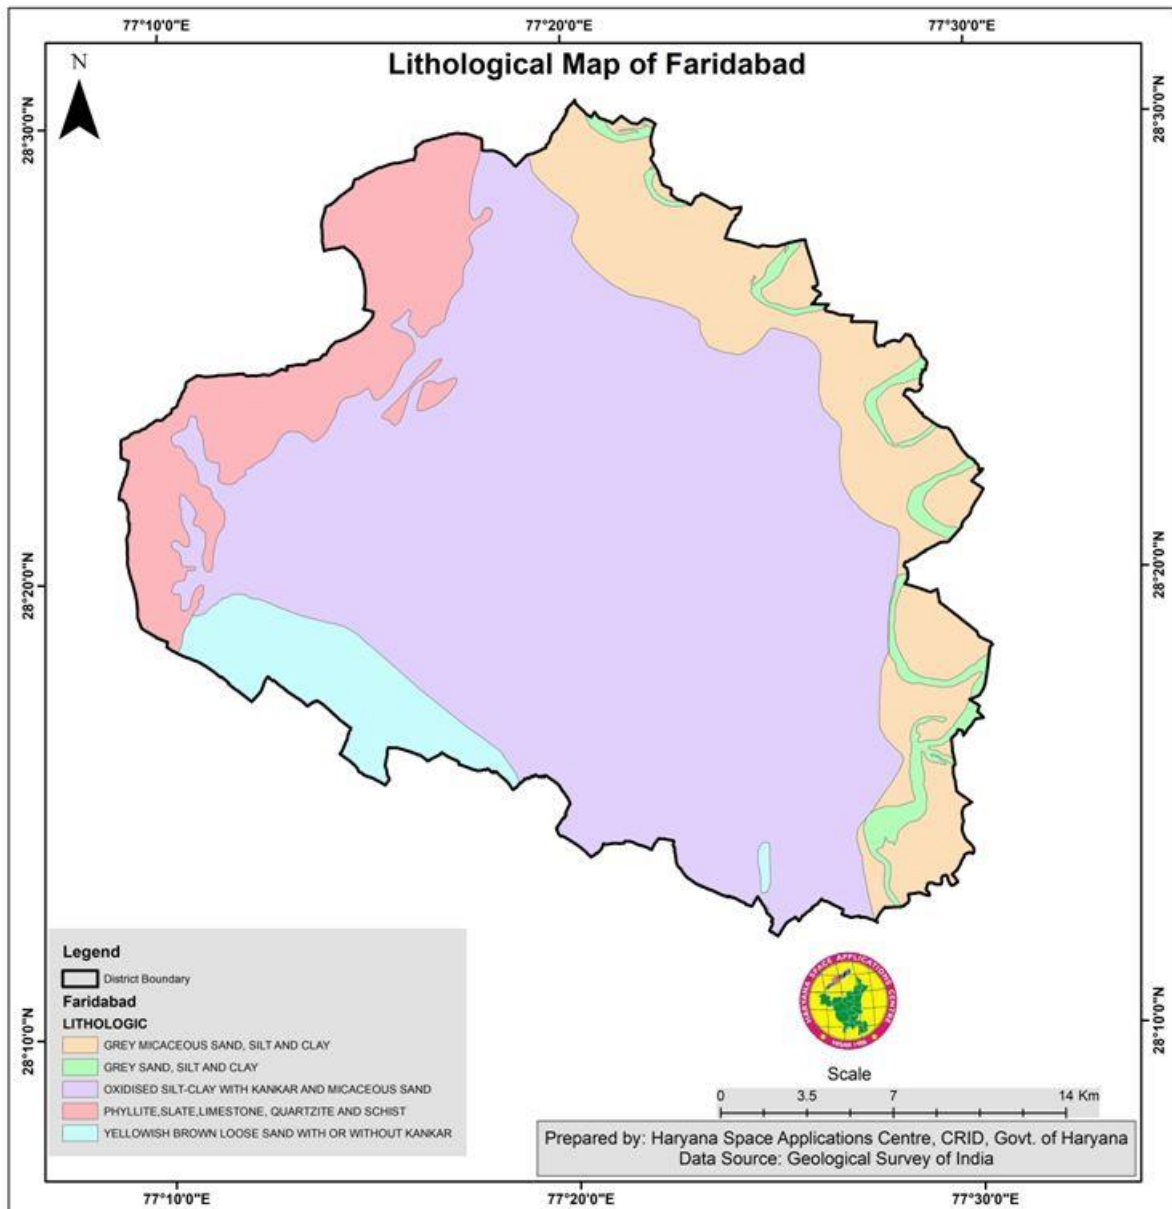 77°10'0"E 77°20'0"E 77°30'0"E
Lithological Map of Faridabad
N
28°30'0"N 28°30'0"N
28°20'0"N 28°20'0"N
28°10'0"N 28°10'0"N
Legend
District Boundary
Faridabad
LITHOLOGIC
GREY MICACEOUS SAND, SILT AND CLAY
GREY SAND, SILT AND CLAY
OXIDISED SILT-CLAY WITH KANKAR AND MICACEOUS SAND
PHYLLITE,SLATE,LIMESTONE, QUARTZITE AND SCHIST
YELLOWISH BROWN LOOSE SAND WITH OR WITHOUT KANKAR
HARYANA SPACE APPLICATIONS CENTRE
Scale
0 3.5 7 14 Km
Prepared by: Haryana Space Applications Centre, CRID, Govt. of Haryana
Data Source: Geological Survey of India
77°10'0"E 77°20'0"E 77°30'0"E